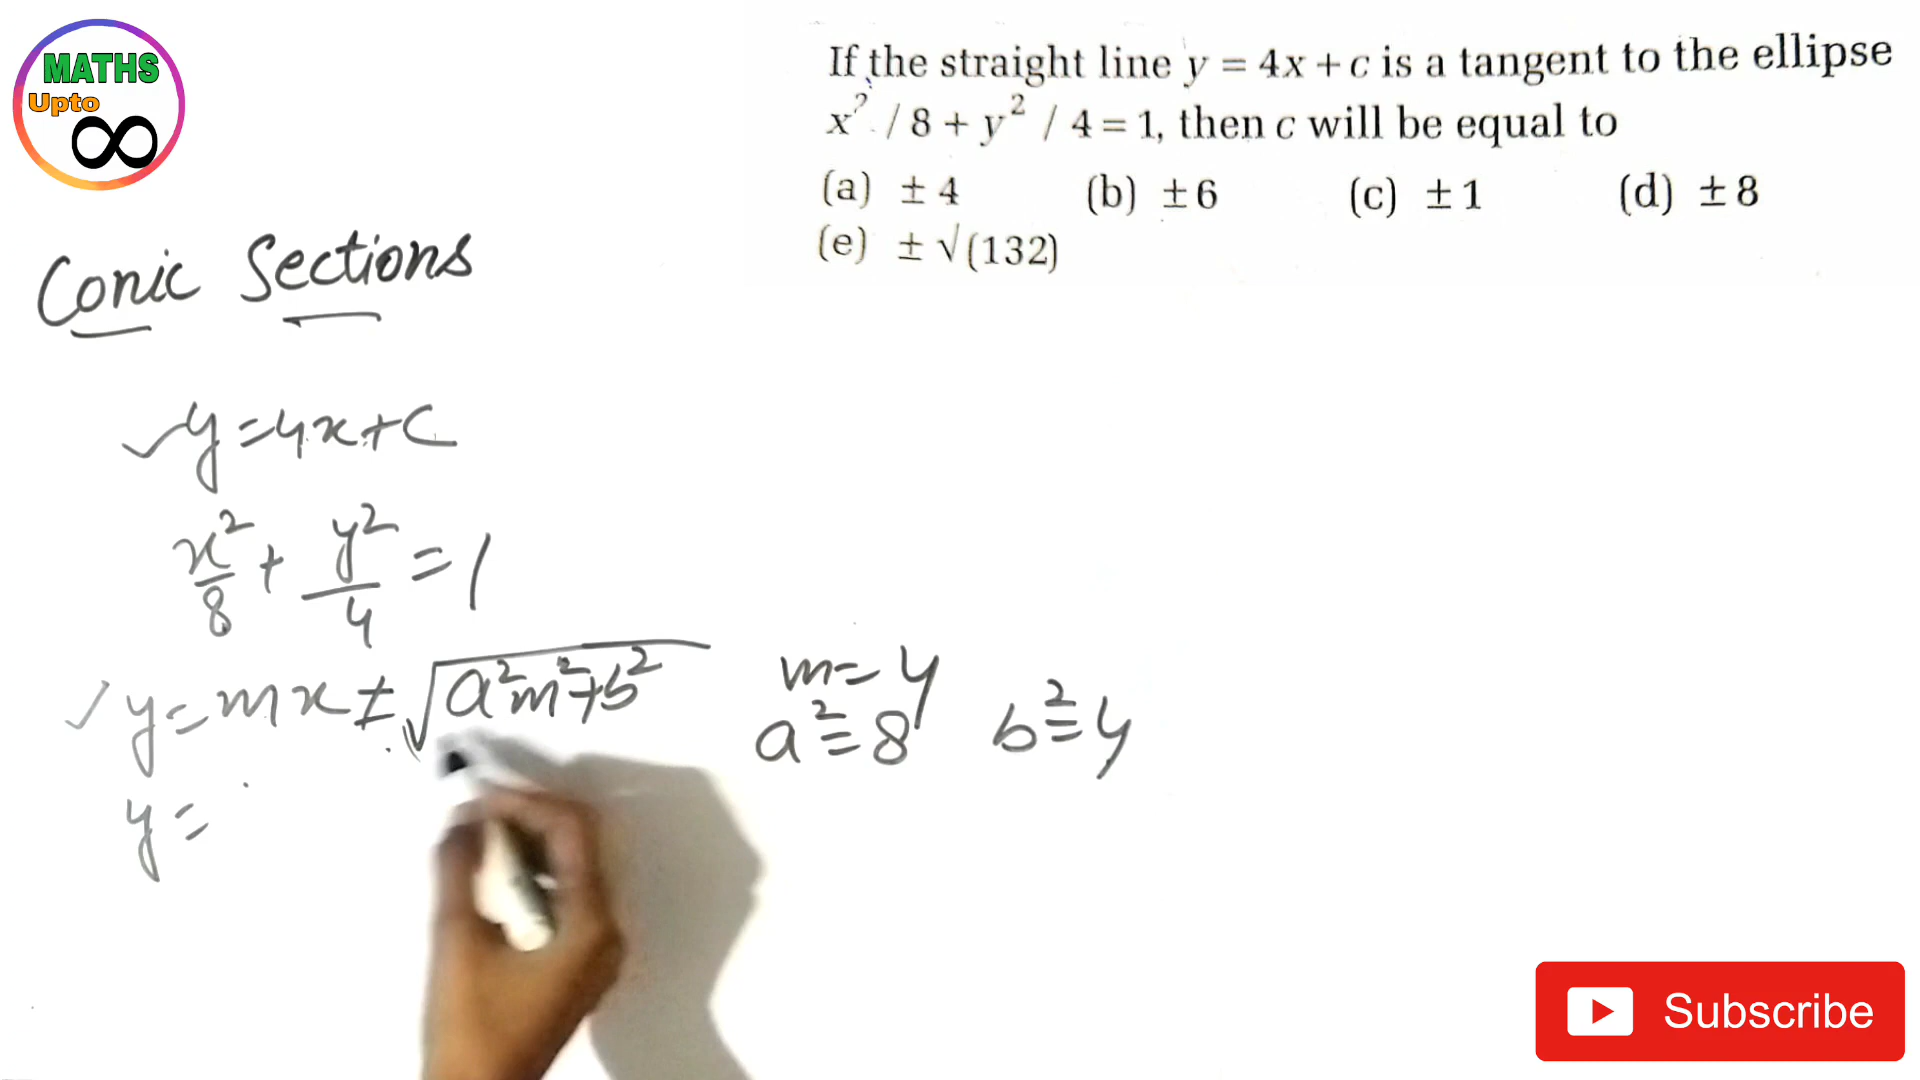 MATHS
Upto
∞
If the straight line y = 4x + c is a tangent to the ellipse
x² / 8 + y² / 4 = 1, then c will be equal to
(a) ± 4 (b) ± 6 (c) ± 1 (d) ± 8
(e) ± √(132)
Conic Sections
y=4x+c
x²/8 + y²/4 = 1
y=mx±√a²m²+b² m=4
a²=8 b²=4
y=
Subscribe